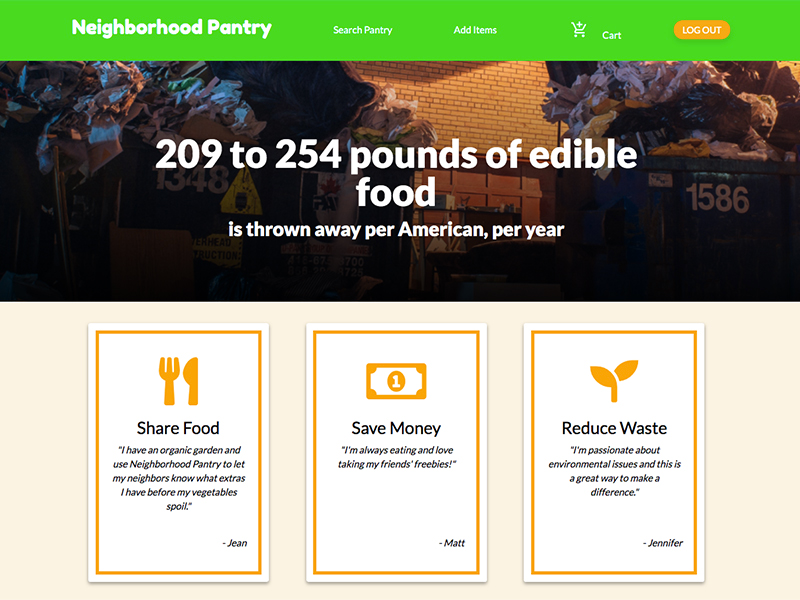 Neighborhood Pantry
Search Pantry
Add Items
Cart
LOG OUT
209 to 254 pounds of edible
food
is thrown away per American, per year
1348
1586
Share Food
"I have an organic garden and
use Neighborhood Pantry to let
my neighbors know what extras
I have before my vegetables
spoil."
- Jean
1
Save Money
"I'm always eating and love
taking my friends' freebies!"
- Matt
Reduce Waste
"I'm passionate about
environmental issues and this is
a great way to make a
difference."
- Jennifer